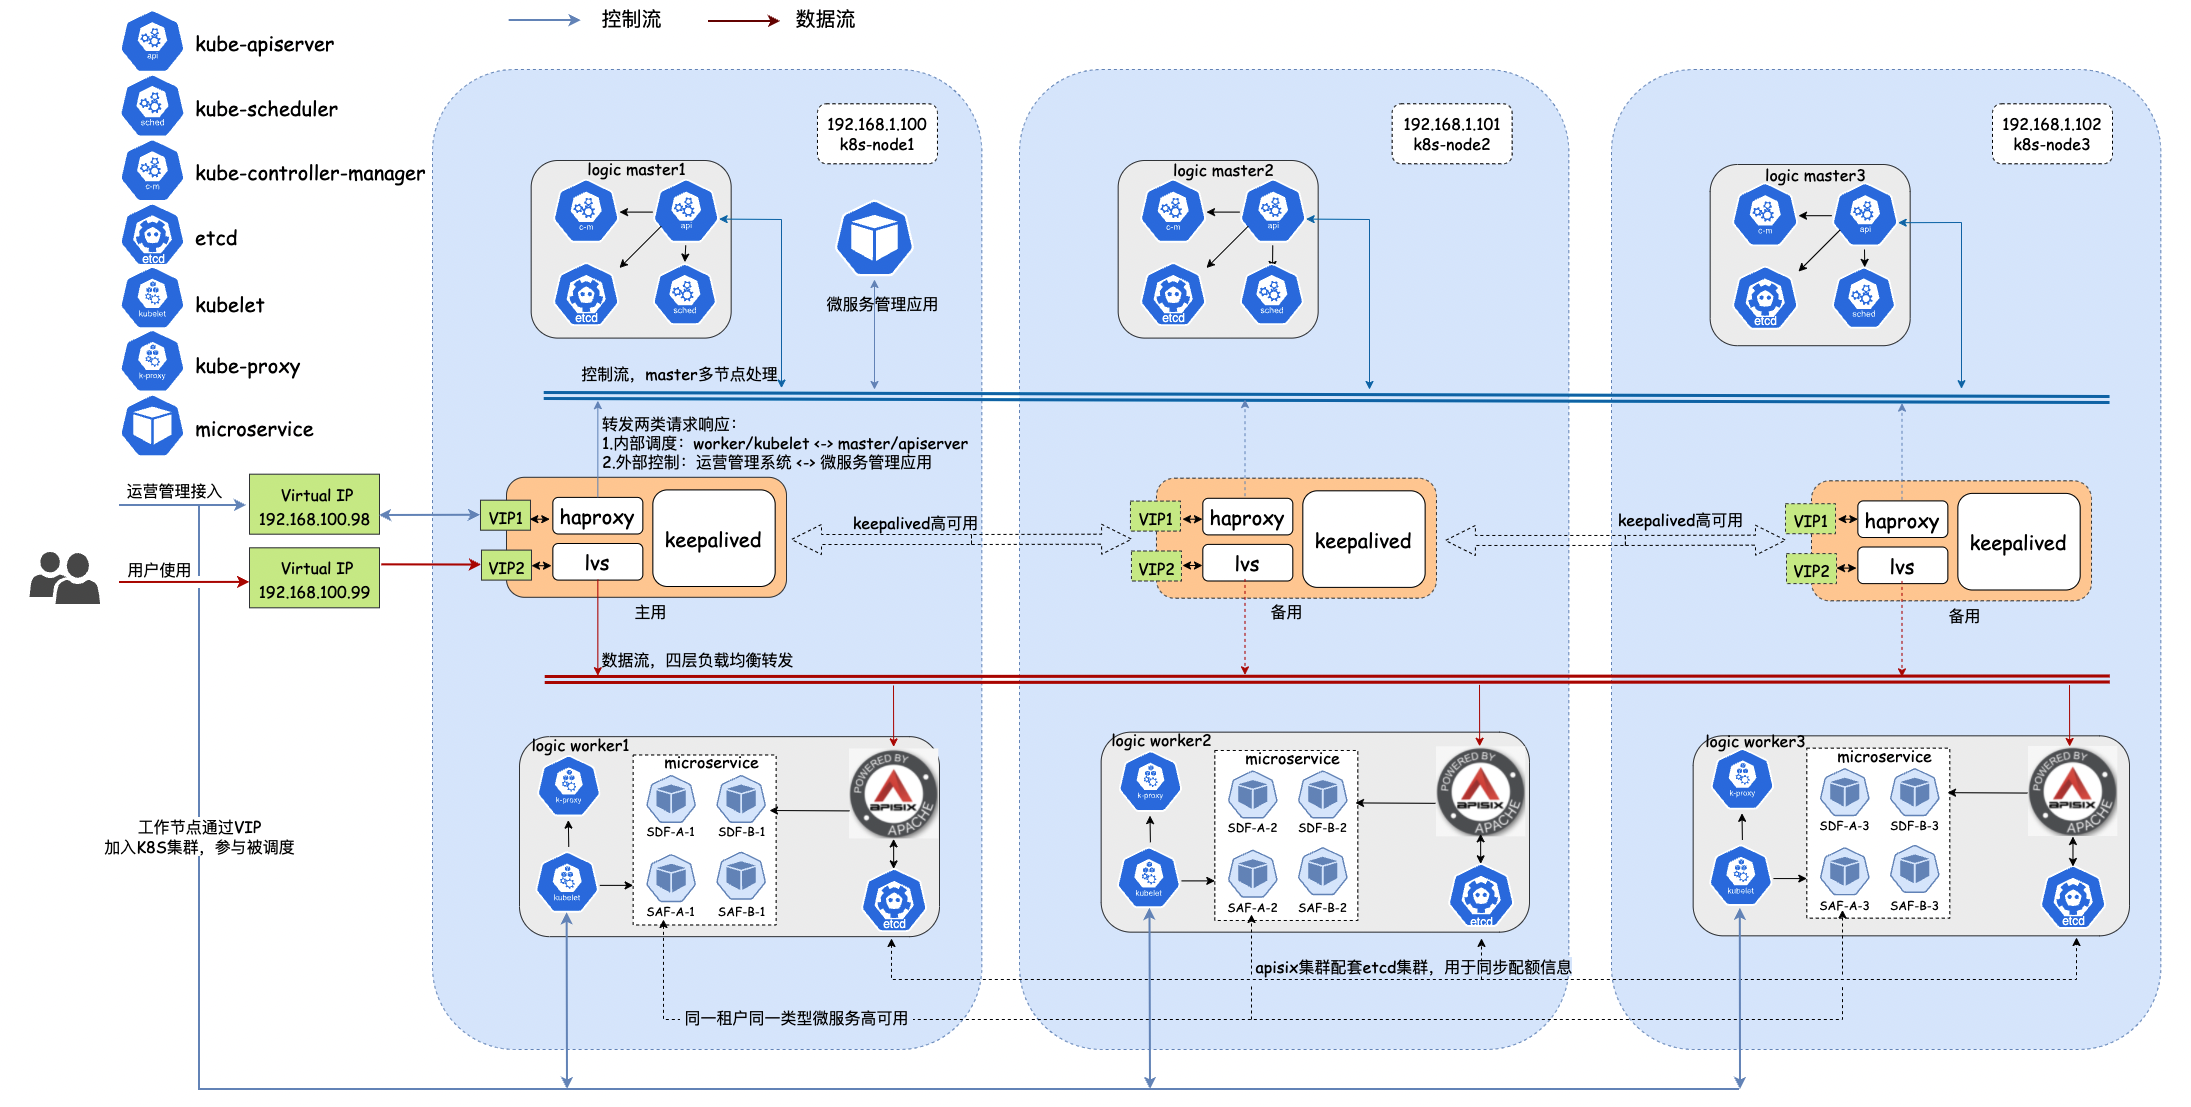 控制流
数据流
kube-apiserver
kube-scheduler
kube-controller-manager
etcd
kubelet
kube-proxy
microservice
api
sched
c-m
etcd
kubelet
k-proxy
运营管理接入
用户使用
Virtual IP
192.168.100.98
Virtual IP
192.168.100.99
工作节点通过VIP
加入K8S集群，参与被调度
192.168.1.100
k8s-node1
logic master1
c-m
api
etcd
sched
微服务管理应用
控制流，master多节点处理
转发两类请求响应：
1.内部调度：worker/kubelet <-> master/apiserver
2.外部控制：运营管理系统 <-> 微服务管理应用
VIP1
haproxy
keepalived
VIP2
lvs
主用
keepalived高可用
数据流，四层负载均衡转发
logic worker1
k-proxy
microservice
SDF-A-1
SDF-B-1
SAF-A-1
SAF-B-1
kubelet
POWERED BY
APISIX
APACHE
etcd
192.168.1.101
k8s-node2
logic master2
c-m
api
etcd
sched
VIP1
haproxy
keepalived
VIP2
lvs
备用
keepalived高可用
logic worker2
k-proxy
microservice
SDF-A-2
SDF-B-2
SAF-A-2
SAF-B-2
kubelet
POWERED BY
APISIX
APACHE
etcd
192.168.1.102
k8s-node3
logic master3
c-m
api
etcd
sched
VIP1
haproxy
keepalived
VIP2
lvs
备用
logic worker3
k-proxy
microservice
SDF-A-3
SDF-B-3
SAF-A-3
SAF-B-3
kubelet
POWERED BY
APISIX
APACHE
etcd
apisix集群配套etcd集群，用于同步配额信息
同一租户同一类型微服务高可用